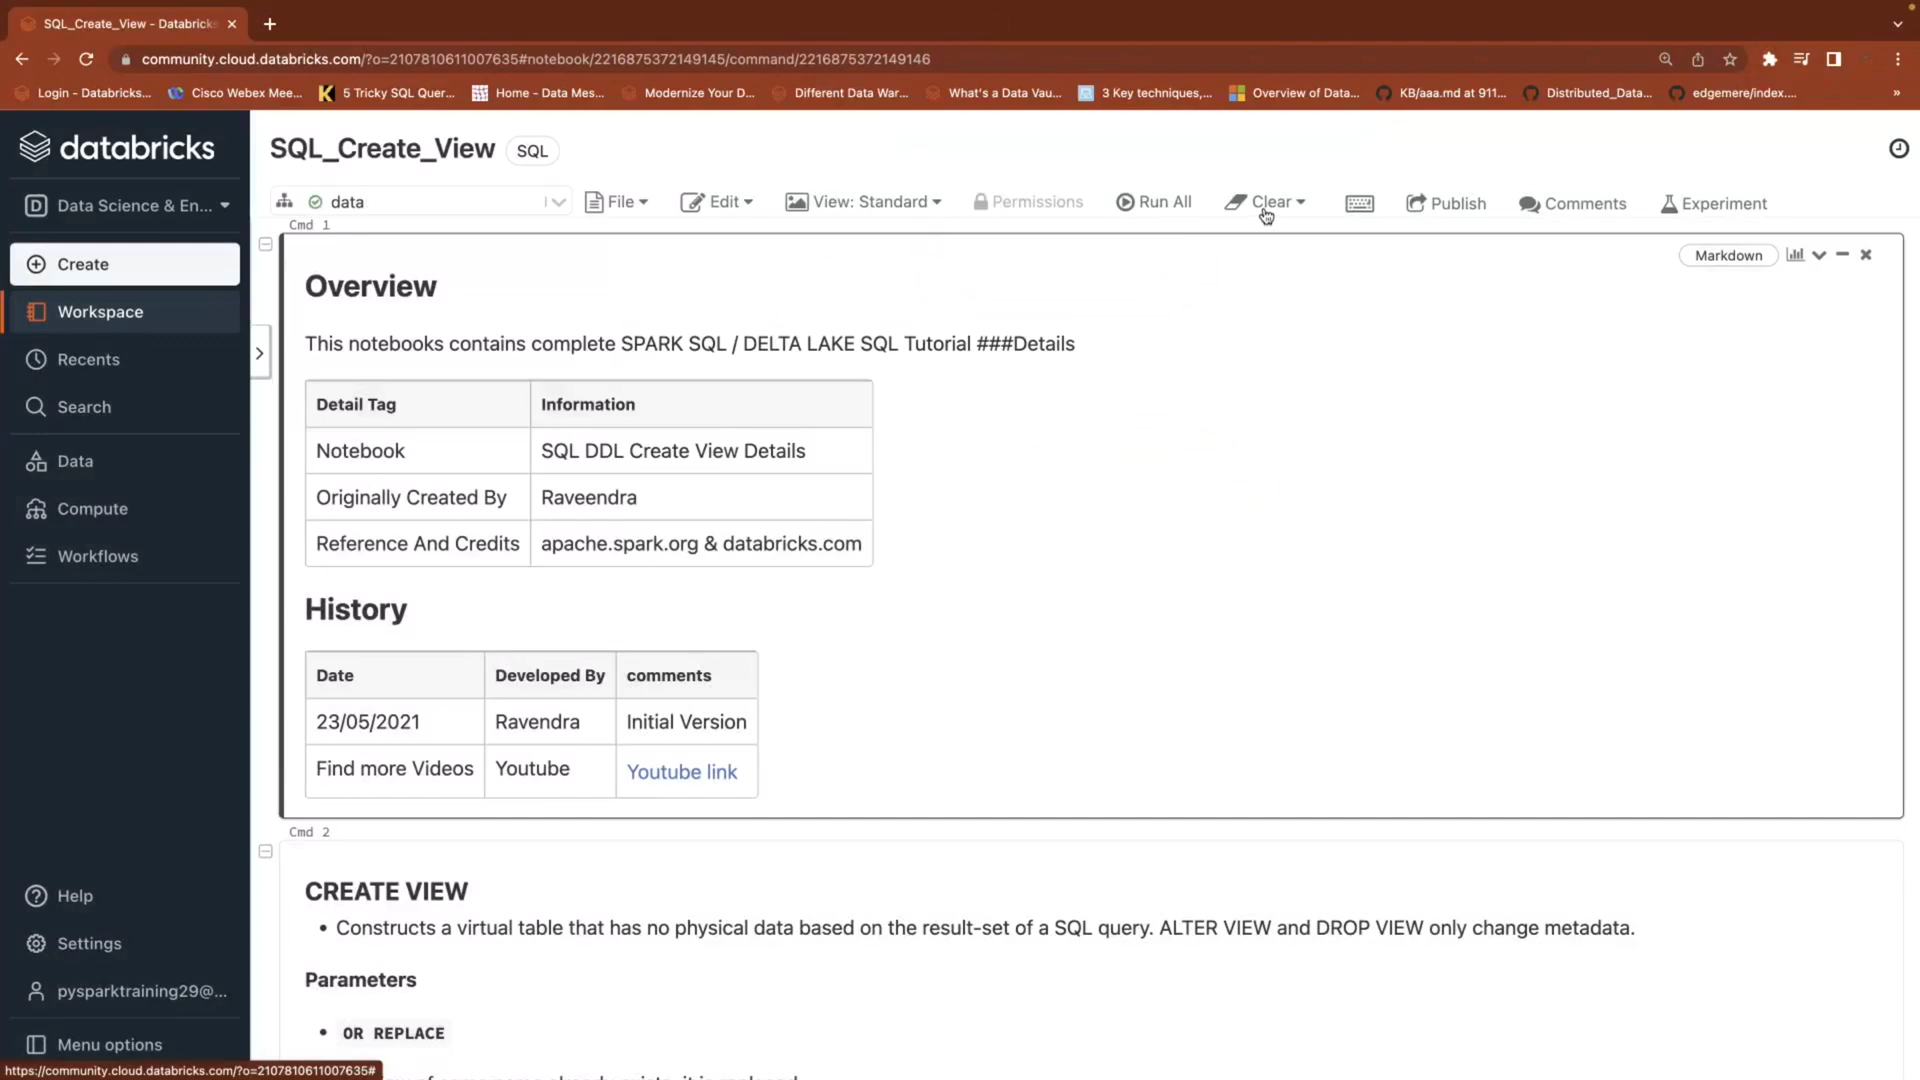 SQL_Create_View - Databricks
community.cloud.databricks.com/?o=2107810611007635#notebook/2216875372149145/command/2216875372149146
Login - Databricks... Cisco Webex Mee... 5 Tricky SQL Quer... Home - Data Mes... Modernize Your D... Different Data War... What's a Data Vau... 3 Key techniques,... Overview of Data... KB/aaa.md at 911... Distributed_Data... edgemere/index.... »
databricks
Data Science & En...
Create
Workspace
Recents
Search
Data
Compute
Workflows
Help
Settings
pysparktraining29@...
Menu options
SQL_Create_View SQL
data File Edit View: Standard Permissions Run All Clear Publish Comments Experiment
Cmd 1
Markdown
Overview
This notebooks contains complete SPARK SQL / DELTA LAKE SQL Tutorial ###Details
Detail Tag Information
Notebook SQL DDL Create View Details
Originally Created By Raveendra
Reference And Credits apache.spark.org & databricks.com
History
Date Developed By comments
23/05/2021 Ravendra Initial Version
Find more Videos Youtube Youtube link
Cmd 2
CREATE VIEW
• Constructs a virtual table that has no physical data based on the result-set of a SQL query. ALTER VIEW and DROP VIEW only change metadata.
Parameters
• OR REPLACE
https://community.cloud.databricks.com/?o=2107810611007635#